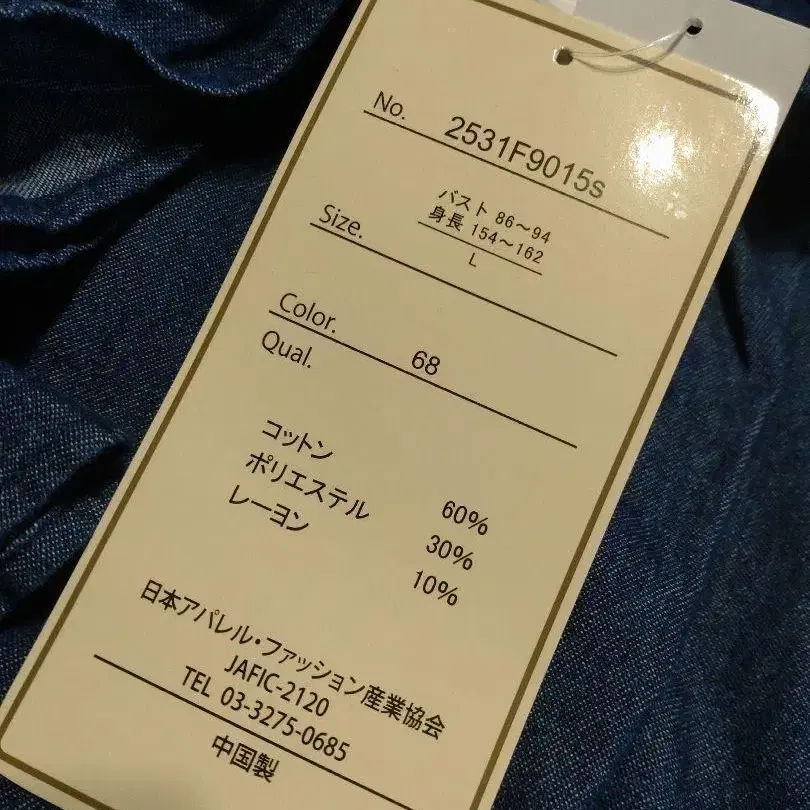 No. 2531F9015s
バスト 86～94
身長 154～162
Size.
L
Color. 68
Qual.
コットン 60%
ポリエステル 30%
レーヨン 10%
日本アパレル・ファッション産業協会
JAFIC-2120
TEL 03-3275-0685
中国製